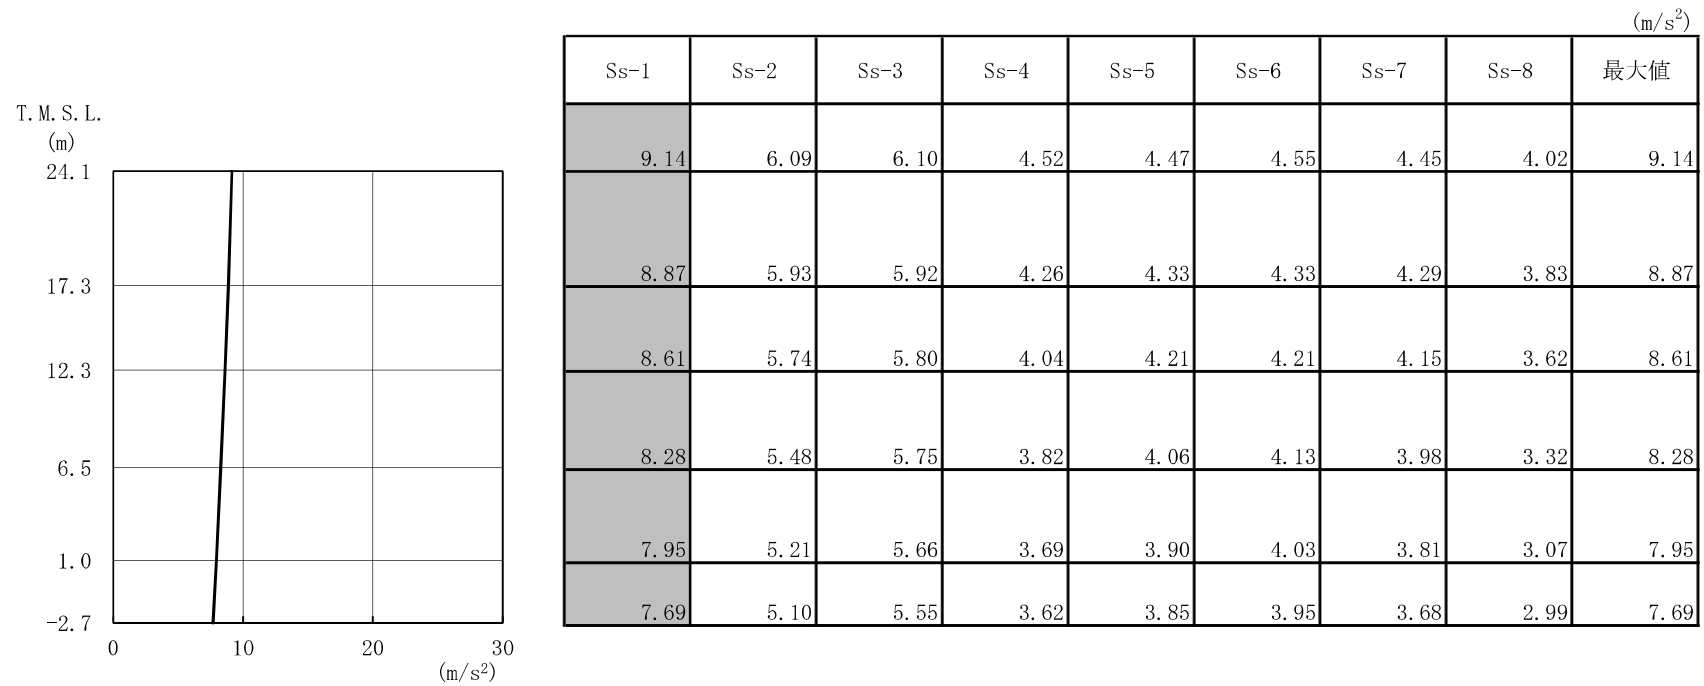 (m/s²)
Ss-1 Ss-2 Ss-3 Ss-4 Ss-5 Ss-6 Ss-7 Ss-8 最大値
9.14 6.09 6.10 4.52 4.47 4.55 4.45 4.02 9.14
8.87 5.93 5.92 4.26 4.33 4.33 4.29 3.83 8.87
8.61 5.74 5.80 4.04 4.21 4.21 4.15 3.62 8.61
8.28 5.48 5.75 3.82 4.06 4.13 3.98 3.32 8.28
7.95 5.21 5.66 3.69 3.90 4.03 3.81 3.07 7.95
7.69 5.10 5.55 3.62 3.85 3.95 3.68 2.99 7.69
T.M.S.L.
(m)
24.1
17.3
12.3
6.5
1.0
-2.7
0 10 20 30
(m/s²)